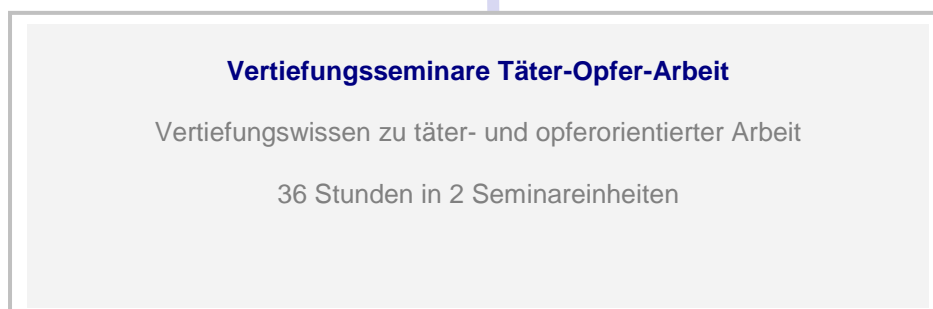 Vertiefungsseminare Täter-Opfer-Arbeit
Vertiefungswissen zu täter- und opferorientierter Arbeit
36 Stunden in 2 Seminareinheiten